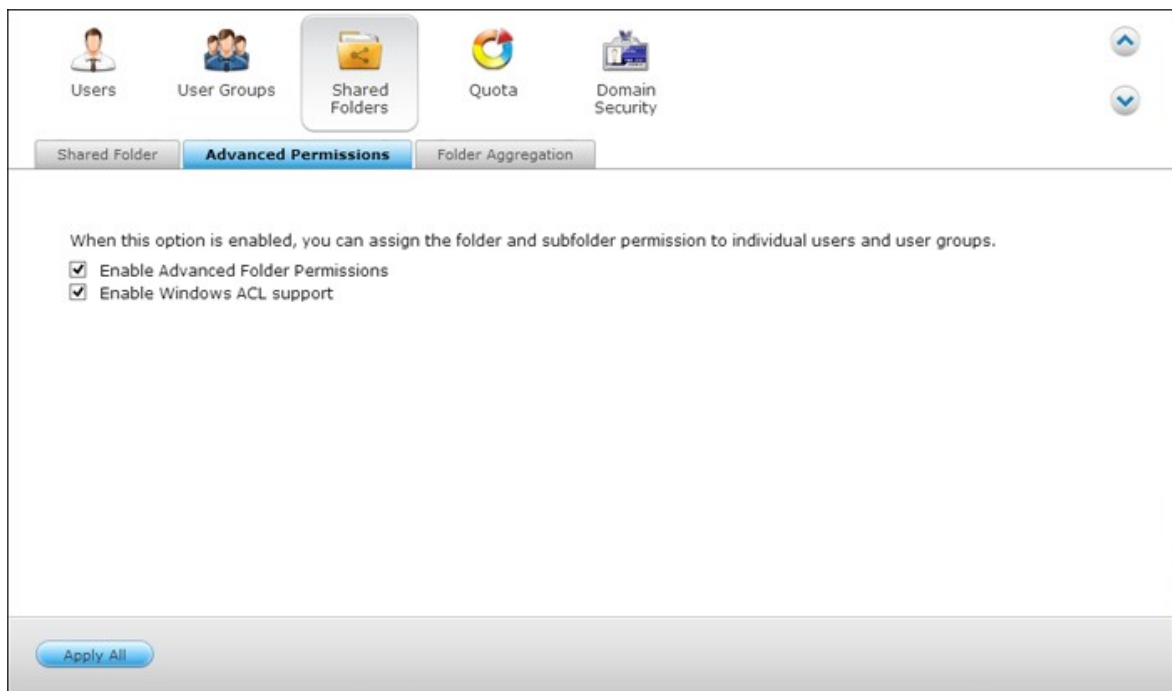 Users
User Groups
Shared
Folders
Quota
Domain
Security
Shared Folder
Advanced Permissions
Folder Aggregation
When this option is enabled, you can assign the folder and subfolder permission to individual users and user groups.
Enable Advanced Folder Permissions
Enable Windows ACL support
Apply All